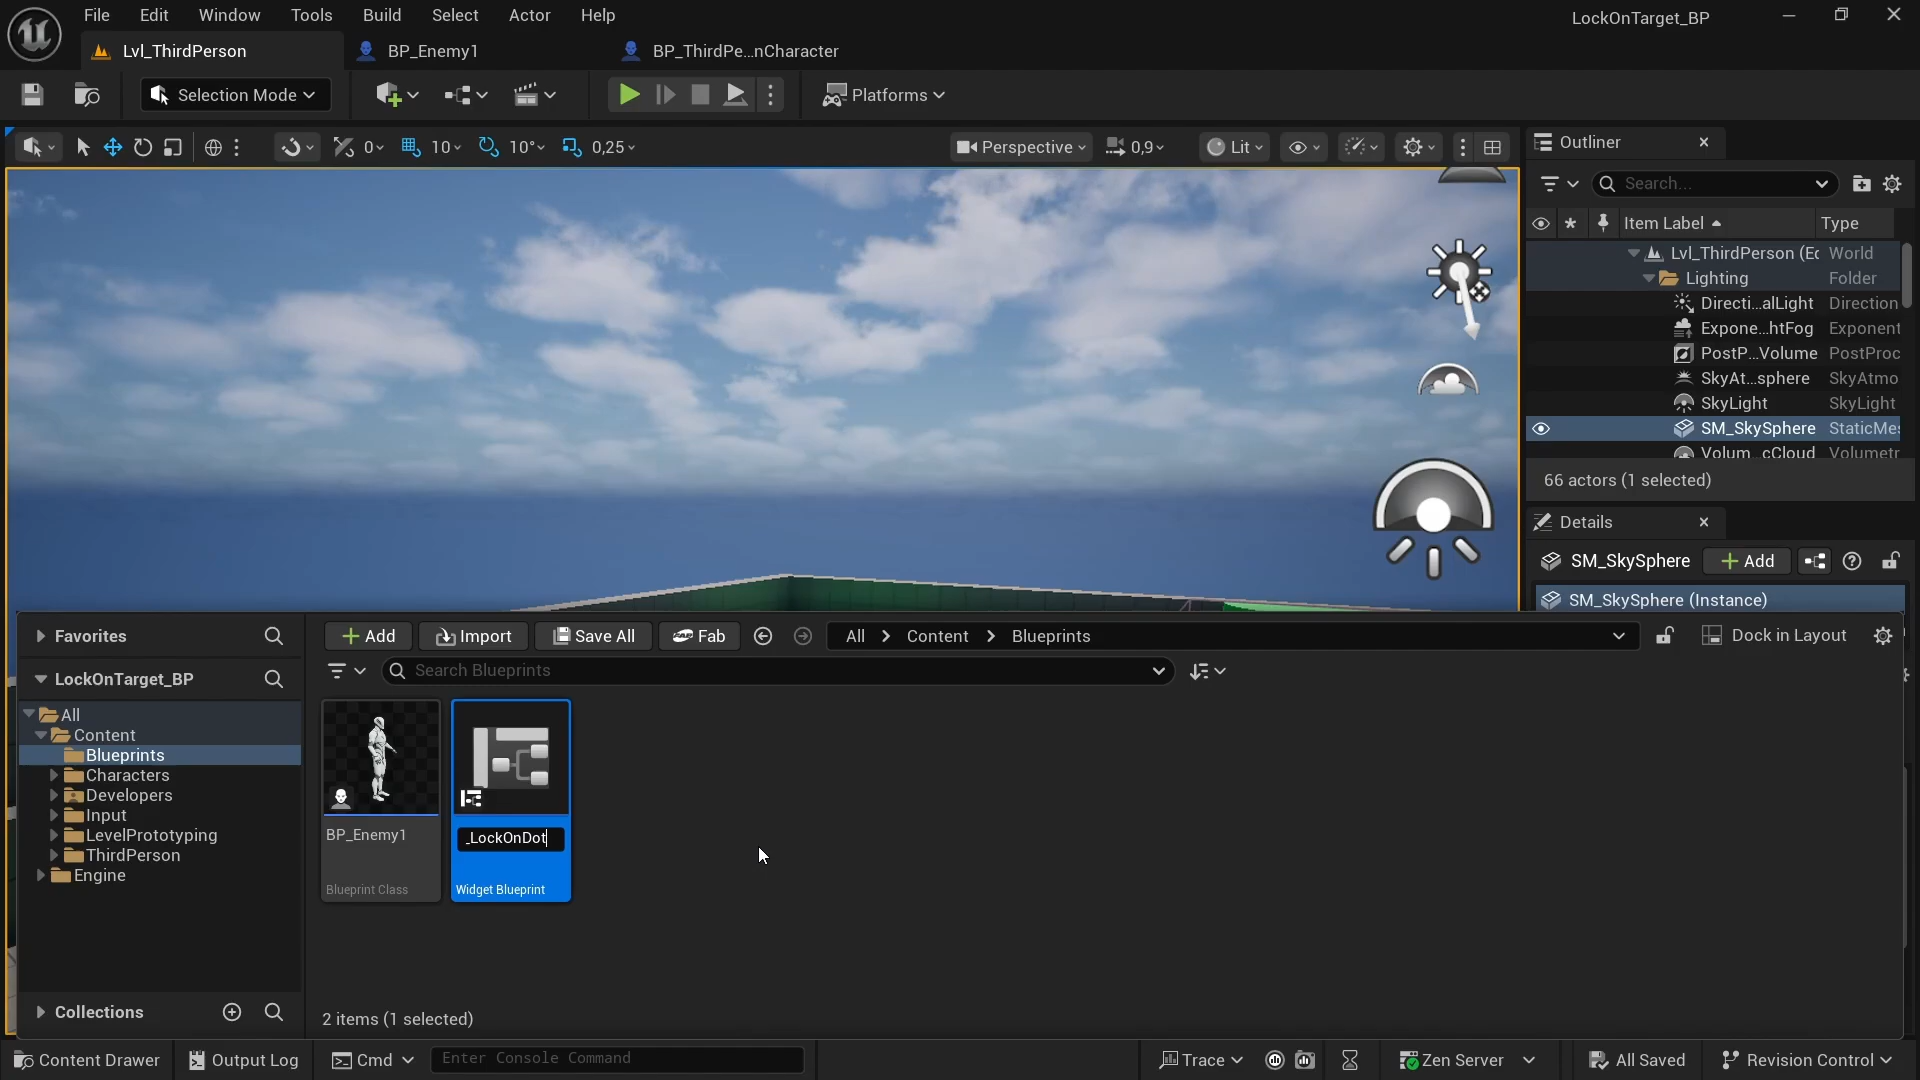 File Edit Window Tools Build Select Actor Help LockOnTarget_BP
Lvl_ThirdPerson BP_Enemy1 BP_ThirdPe…nCharacter
Selection Mode Platforms
0 10 10° 0,25 Perspective 0,9 Lit
Outliner
Search...
Item Label Type
Lvl_ThirdPerson (Ec World
Lighting Folder
Directi…alLight Direction
Expone…htFog Exponent
PostP…Volume PostProc
SkyAt…sphere SkyAtmo
SkyLight SkyLight
SM_SkySphere StaticMes
Volum…cCloud Volumetr
66 actors (1 selected)
Details
SM_SkySphere Add
SM_SkySphere (Instance)
Favorites
Add Import Save All Fab All Content Blueprints Dock in Layout
LockOnTarget_BP
Search Blueprints
All
Content
Blueprints
Characters
Developers
Input
LevelPrototyping
ThirdPerson
Engine
BP_Enemy1
Blueprint Class
_LockOnDot
Widget Blueprint
Collections
2 items (1 selected)
Content Drawer Output Log Cmd Enter Console Command Trace Zen Server All Saved Revision Control